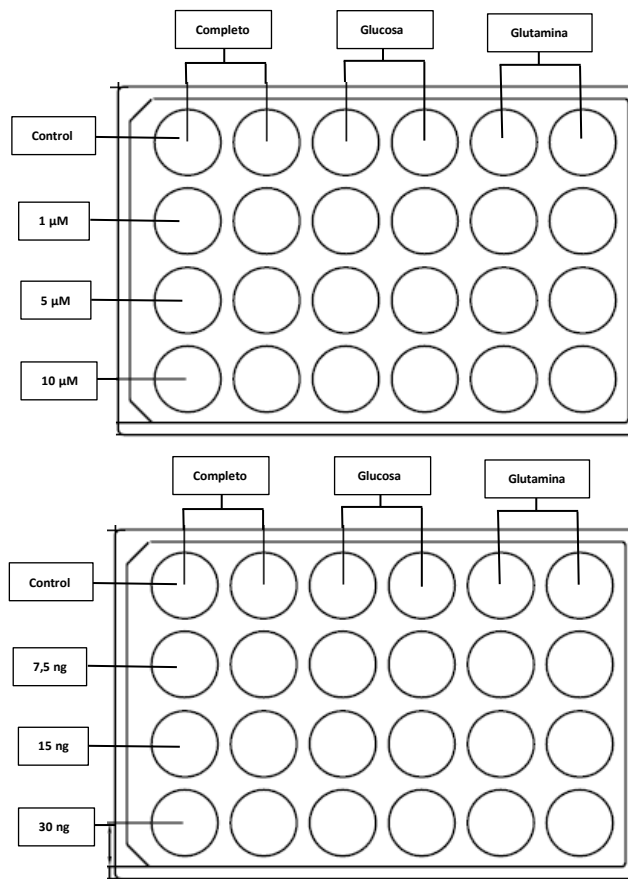 Completo
Glucosa
Glutamina
Control
1 µM
5 µM
10 µM
Completo
Glucosa
Glutamina
Control
7,5 ng
15 ng
30 ng